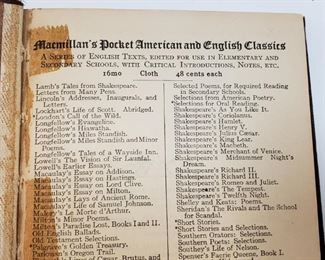 Macmillan's Pocket American and English Classics
A SERIES OF ENGLISH TEXTS, EDITED FOR USE IN ELEMENTARY AND
SECONDARY SCHOOLS, WITH CRITICAL INTRODUCTIONS, NOTES, ETC.
16mo Cloth 48 cents each
Lamb's Tales from Shakespeare.
Letters from Many Pens.
Lincoln's Addresses, Inaugurals, and
Letters.
Lockhart's Life of Scott. Abridged.
*London's Call of the Wild.
Longfellow's Evangeline.
Longfellow's Hiawatha.
Longfellow's Miles Standish.
Longfellow's Miles Standish and Minor
Poems.
Longfellow's Tales of a Wayside Inn.
Lowell's The Vision of Sir Launfal.
Lowell's Earlier Essays.
Macaulay's Essay on Addison.
Macaulay's Essay on Hastings.
Macaulay's Essay on Lord Clive.
Macaulay's Essay on Milton.
Macaulay's Lays of Ancient Rome.
Macaulay's Life of Samuel Johnson.
Malory's Le Morte d'Arthur.
Milton's Minor Poems.
Milton's Paradise Lost, Books I and II.
Old English Ballads.
Old Testament Selections.
Palgrave's Golden Treasury.
Parkman's Oregon Trail.
Lives of Caesar, Brutus, and
Selected Poems, for Required Reading
in Secondary Schools.
Selections from American Poetry.
*Selections for Oral Reading.
Shakespeare's As You Like It.
Shakespeare's Coriolanus.
Shakespeare's Hamlet.
Shakespeare's Henry V.
Shakespeare's Julius Cæsar.
Shakespeare's King Lear.
Shakespeare's Macbeth.
Shakespeare's Merchant of Venice.
Shakespeare's Midsummer Night's
Dream.
Shakespeare's Richard II.
Shakespeare's Richard III.
Shakespeare's Romeo and Juliet.
Shakespeare's The Tempest.
Shelley and Keats: Poems.
Sheridan's The Rivals and The School
for Scandal.
*Short Stories.
*Short Stories and Selections.
Southern Orators: Selections.
Southern Poets: Selections.
Southey's Life of Nelson.
Spenser's Faerie Queene, Book I.